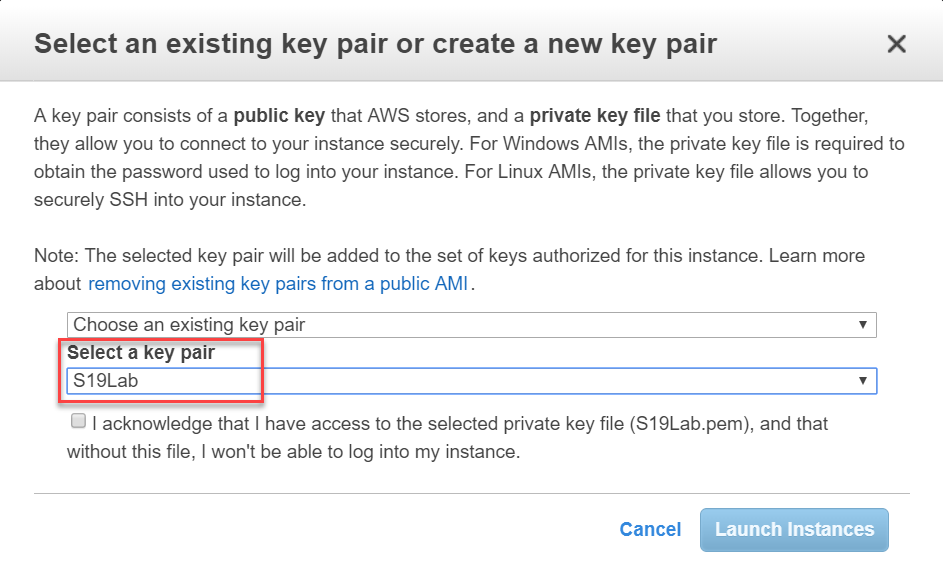 Select an existing key pair or create a new key pair
A key pair consists of a public key that AWS stores, and a private key file that you store. Together,
they allow you to connect to your instance securely. For Windows AMIs, the private key file is required to
obtain the password used to log into your instance. For Linux AMIs, the private key file allows you to
securely SSH into your instance.
Note: The selected key pair will be added to the set of keys authorized for this instance. Learn more
about removing existing key pairs from a public AMI.
Choose an existing key pair
Select a key pair
S19Lab
I acknowledge that I have access to the selected private key file (S19Lab.pem), and that
without this file, I won't be able to log into my instance.
Cancel Launch Instances